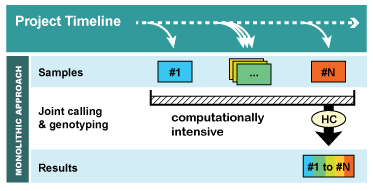 Project Timeline
MONOLITHIC APPROACH
Samples
#1
...
#N
Joint calling
& genotyping
computationally
intensive
HC
Results
#1 to #N